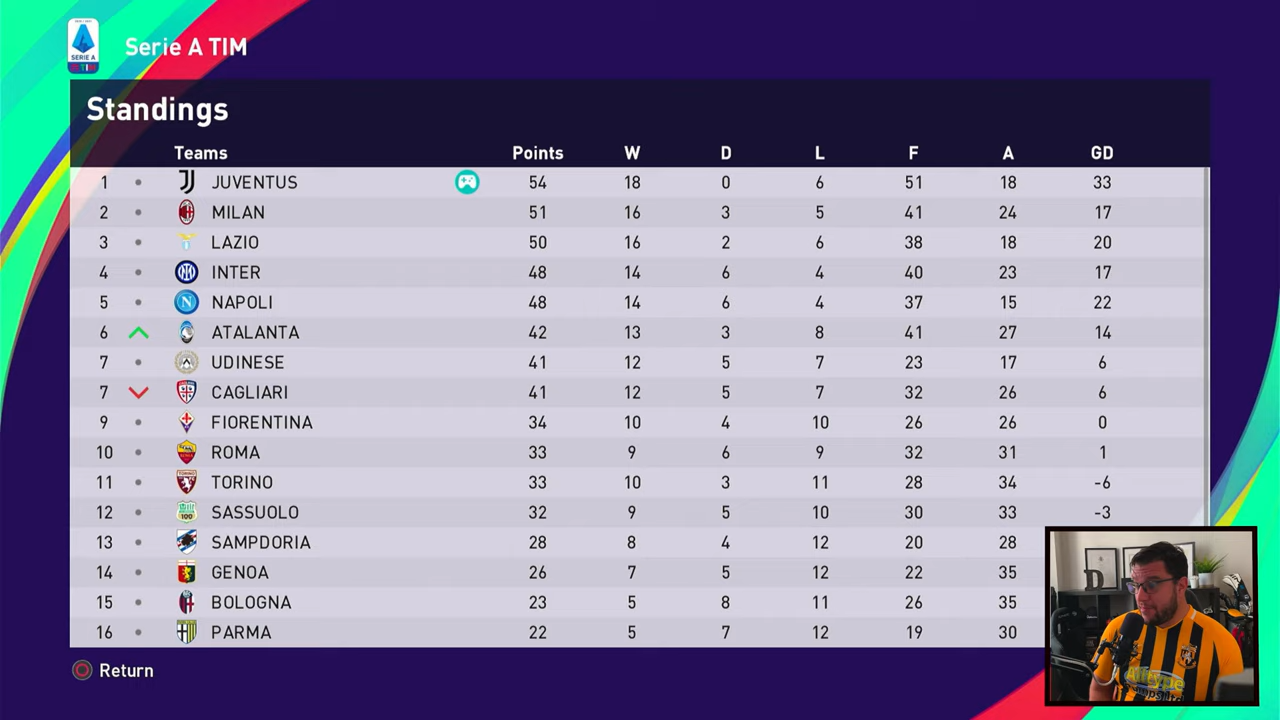 SERIE A
TIM
Serie A TIM
Standings
Teams Points W D L F A GD
1 JUVENTUS 54 18 0 6 51 18 33
2 MILAN 51 16 3 5 41 24 17
3 LAZIO 50 16 2 6 38 18 20
4 INTER 48 14 6 4 40 23 17
5 NAPOLI 48 14 6 4 37 15 22
6 ATALANTA 42 13 3 8 41 27 14
7 UDINESE 41 12 5 7 23 17 6
7 CAGLIARI 41 12 5 7 32 26 6
9 FIORENTINA 34 10 4 10 26 26 0
10 ROMA 33 9 6 9 32 31 1
11 TORINO 33 10 3 11 28 34 -6
12 SASSUOLO 32 9 5 10 30 33 -3
13 SAMPDORIA 28 8 4 12 20 28
14 GENOA 26 7 5 12 22 35
15 BOLOGNA 23 5 8 11 26 35
16 PARMA 22 5 7 12 19 30
D
Return